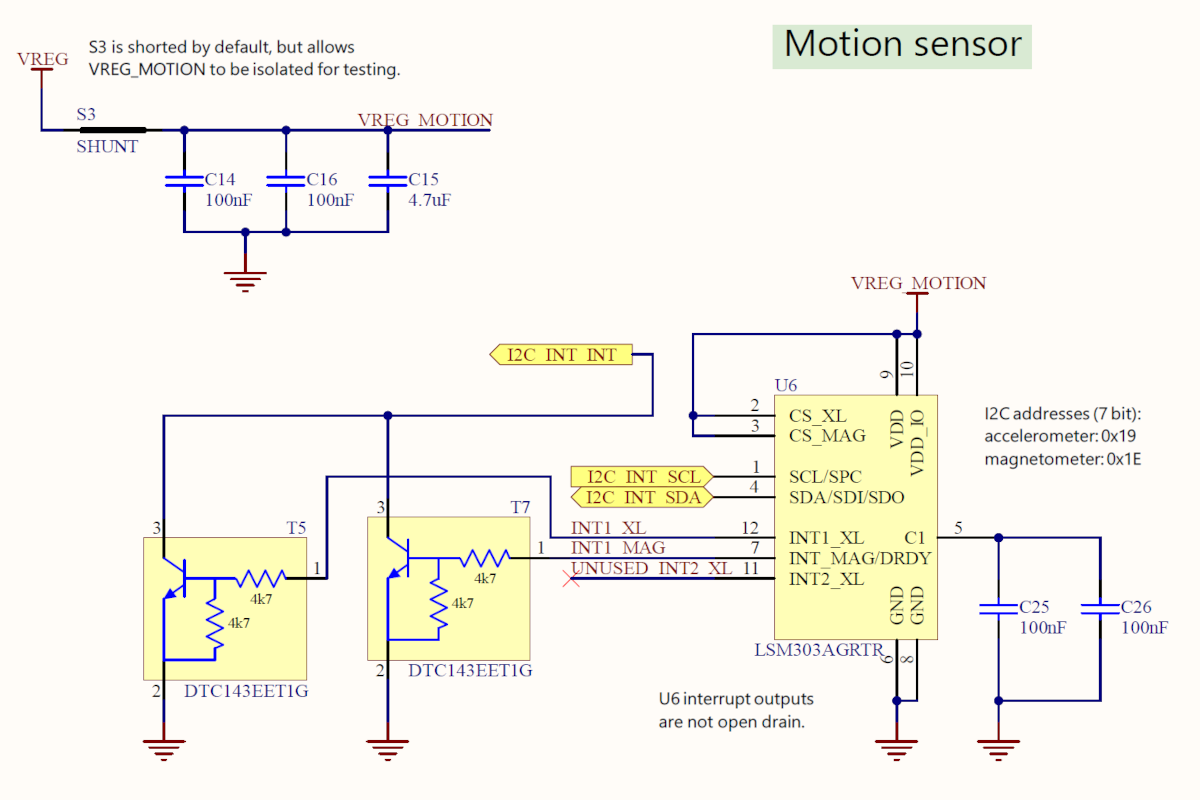 Motion sensor
S3 is shorted by default, but allows
VREG_MOTION to be isolated for testing.
VREG
S3
SHUNT
VREG_MOTION
C14
100nF
C16
100nF
C15
4.7uF
VREG_MOTION
I2C_INT_INT
U6
9
10
2
CS_XL
3
CS_MAG
VDD
VDD_IO
I2C addresses (7 bit):
accelerometer: 0x19
magnetometer: 0x1E
I2C_INT_SCL
1
SCL/SPC
I2C_INT_SDA
4
SDA/SDI/SDO
3
T5
3
T7
INT1_XL
12
INT1_XL
C1
5
1
INT1_MAG
7
INT_MAG/DRDY
1
UNUSED_INT2_XL
11
INT2_XL
4k7
4k7
4k7
4k7
GND
GND
C25
100nF
C26
100nF
LSM303AGRTR
6
8
2
DTC143EET1G
2
DTC143EET1G
U6 interrupt outputs
are not open drain.